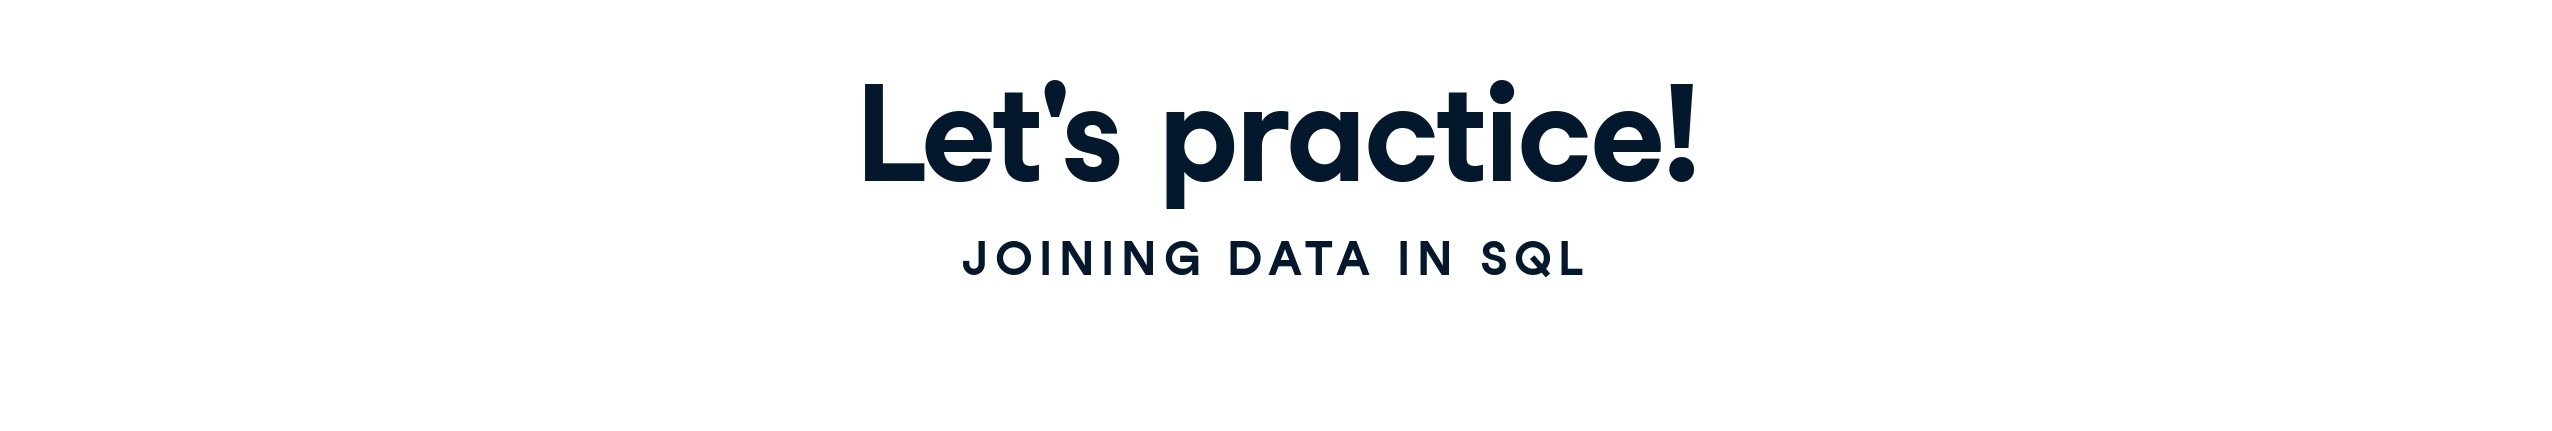 Let's practice!
JOINING DATA IN SQL